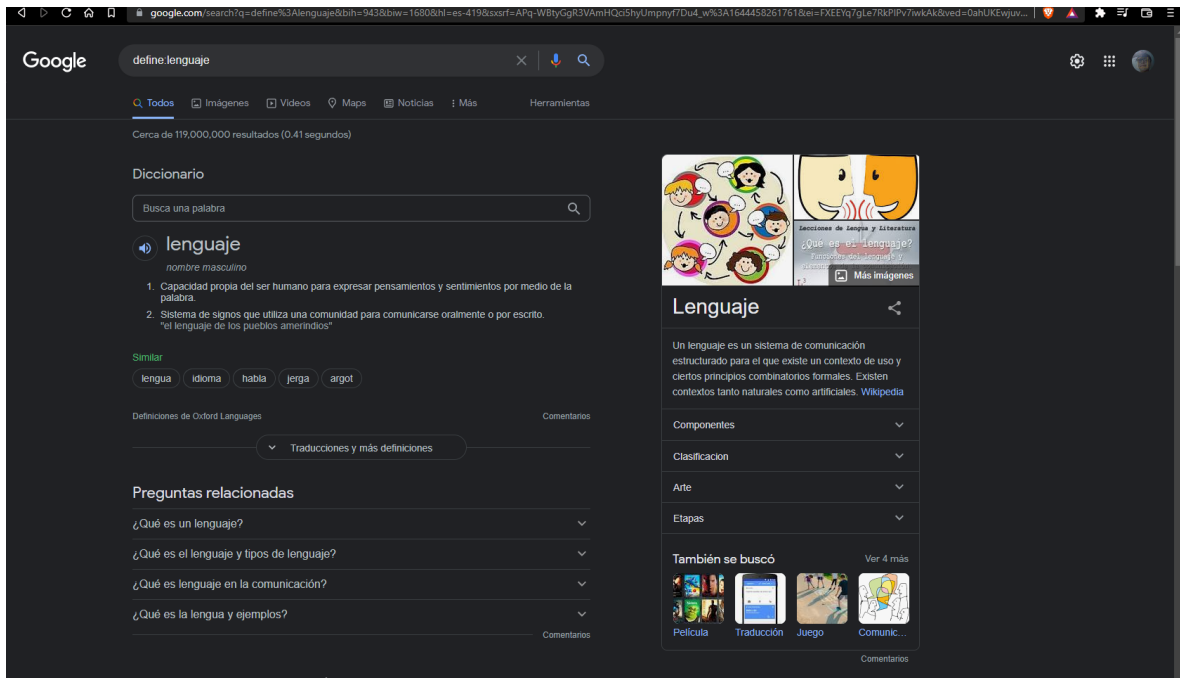 google.com/search?q=define%3Alenguaje&bih=943&biw=1680&hl=es-419&sxsrf=APq-WBtyGgR3VAmHQci5hyUmpnyf7Du4_w%3A1644458261761&ei=FXEEYq7gLe7RkPIPv7iwkAk&ved=0ahUKEwjuv...
Google
define:lenguaje
Todos Imágenes Videos Maps Noticias Más Herramientas
Cerca de 119,000,000 resultados (0.41 segundos)
Diccionario
Busca una palabra
lenguaje
nombre masculino
1. Capacidad propia del ser humano para expresar pensamientos y sentimientos por medio de la
palabra.
2. Sistema de signos que utiliza una comunidad para comunicarse oralmente o por escrito.
"el lenguaje de los pueblos amerindios"
Similar
lengua idioma habla jerga argot
Definiciones de Oxford Languages Comentarios
Traducciones y más definiciones
Preguntas relacionadas
¿Qué es un lenguaje?
¿Qué es el lenguaje y tipos de lenguaje?
¿Qué es lenguaje en la comunicación?
¿Qué es la lengua y ejemplos?
Comentarios
Lecciones de Lengua y Literatura
¿Qué es el lenguaje?
Funciones del lenguaje y
Más imágenes
Lenguaje
Un lenguaje es un sistema de comunicación
estructurado para el que existe un contexto de uso y
ciertos principios combinatorios formales. Existen
contextos tanto naturales como artificiales. Wikipedia
Componentes
Clasificacion
Arte
Etapas
También se buscó Ver 4 más
Película Traducción Juego Comunic...
Comentarios